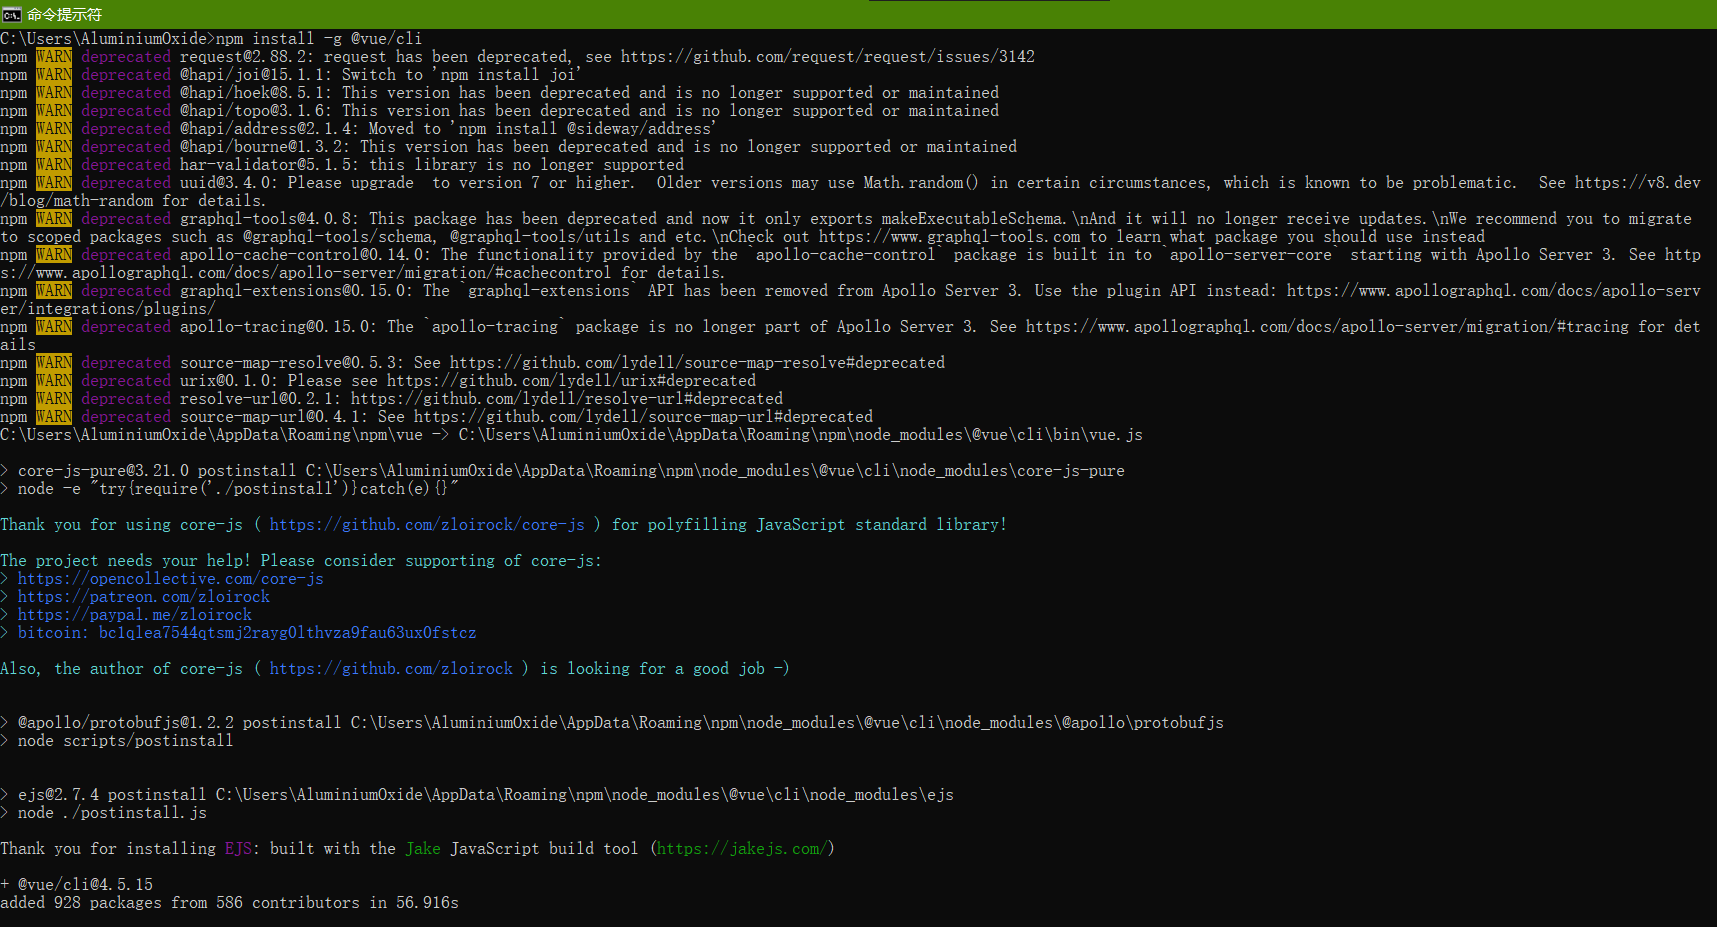 命令提示符
C:\Users\AluminiumOxide>npm install -g @vue/cli
npm WARN deprecated request@2.88.2: request has been deprecated, see https://github.com/request/request/issues/3142
npm WARN deprecated @hapi/joi@15.1.1: Switch to 'npm install joi'
npm WARN deprecated @hapi/hoek@8.5.1: This version has been deprecated and is no longer supported or maintained
npm WARN deprecated @hapi/topo@3.1.6: This version has been deprecated and is no longer supported or maintained
npm WARN deprecated @hapi/address@2.1.4: Moved to 'npm install @sideway/address'
npm WARN deprecated @hapi/bourne@1.3.2: This version has been deprecated and is no longer supported or maintained
npm WARN deprecated har-validator@5.1.5: this library is no longer supported
npm WARN deprecated uuid@3.4.0: Please upgrade  to version 7 or higher.  Older versions may use Math.random() in certain circumstances, which is known to be problematic.  See https://v8.dev
/blog/math-random for details.
npm WARN deprecated graphql-tools@4.0.8: This package has been deprecated and now it only exports makeExecutableSchema.\nAnd it will no longer receive updates.\nWe recommend you to migrate
to scoped packages such as @graphql-tools/schema, @graphql-tools/utils and etc.\nCheck out https://www.graphql-tools.com to learn what package you should use instead
npm WARN deprecated apollo-cache-control@0.14.0: The functionality provided by the `apollo-cache-control` package is built in to `apollo-server-core` starting with Apollo Server 3. See http
s://www.apollographql.com/docs/apollo-server/migration/#cachecontrol for details.
npm WARN deprecated graphql-extensions@0.15.0: The `graphql-extensions` API has been removed from Apollo Server 3. Use the plugin API instead: https://www.apollographql.com/docs/apollo-serv
er/integrations/plugins/
npm WARN deprecated apollo-tracing@0.15.0: The `apollo-tracing` package is no longer part of Apollo Server 3. See https://www.apollographql.com/docs/apollo-server/migration/#tracing for det
ails
npm WARN deprecated source-map-resolve@0.5.3: See https://github.com/lydell/source-map-resolve#deprecated
npm WARN deprecated urix@0.1.0: Please see https://github.com/lydell/urix#deprecated
npm WARN deprecated resolve-url@0.2.1: https://github.com/lydell/resolve-url#deprecated
npm WARN deprecated source-map-url@0.4.1: See https://github.com/lydell/source-map-url#deprecated
C:\Users\AluminiumOxide\AppData\Roaming\npm\vue -> C:\Users\AluminiumOxide\AppData\Roaming\npm\node_modules\@vue\cli\bin\vue.js
> core-js-pure@3.21.0 postinstall C:\Users\AluminiumOxide\AppData\Roaming\npm\node_modules\@vue\cli\node_modules\core-js-pure
> node -e "try{require('./postinstall')}catch(e){}"
Thank you for using core-js ( https://github.com/zloirock/core-js ) for polyfilling JavaScript standard library!
The project needs your help! Please consider supporting of core-js:
> https://opencollective.com/core-js
> https://patreon.com/zloirock
> https://paypal.me/zloirock
> bitcoin: bc1qlea7544qtsmj2rayg0lthvza9fau63ux0fstcz
Also, the author of core-js ( https://github.com/zloirock ) is looking for a good job -)
> @apollo/protobufjs@1.2.2 postinstall C:\Users\AluminiumOxide\AppData\Roaming\npm\node_modules\@vue\cli\node_modules\@apollo\protobufjs
> node scripts/postinstall
> ejs@2.7.4 postinstall C:\Users\AluminiumOxide\AppData\Roaming\npm\node_modules\@vue\cli\node_modules\ejs
> node ./postinstall.js
Thank you for installing EJS: built with the Jake JavaScript build tool (https://jakejs.com/)
+ @vue/cli@4.5.15
added 928 packages from 586 contributors in 56.916s